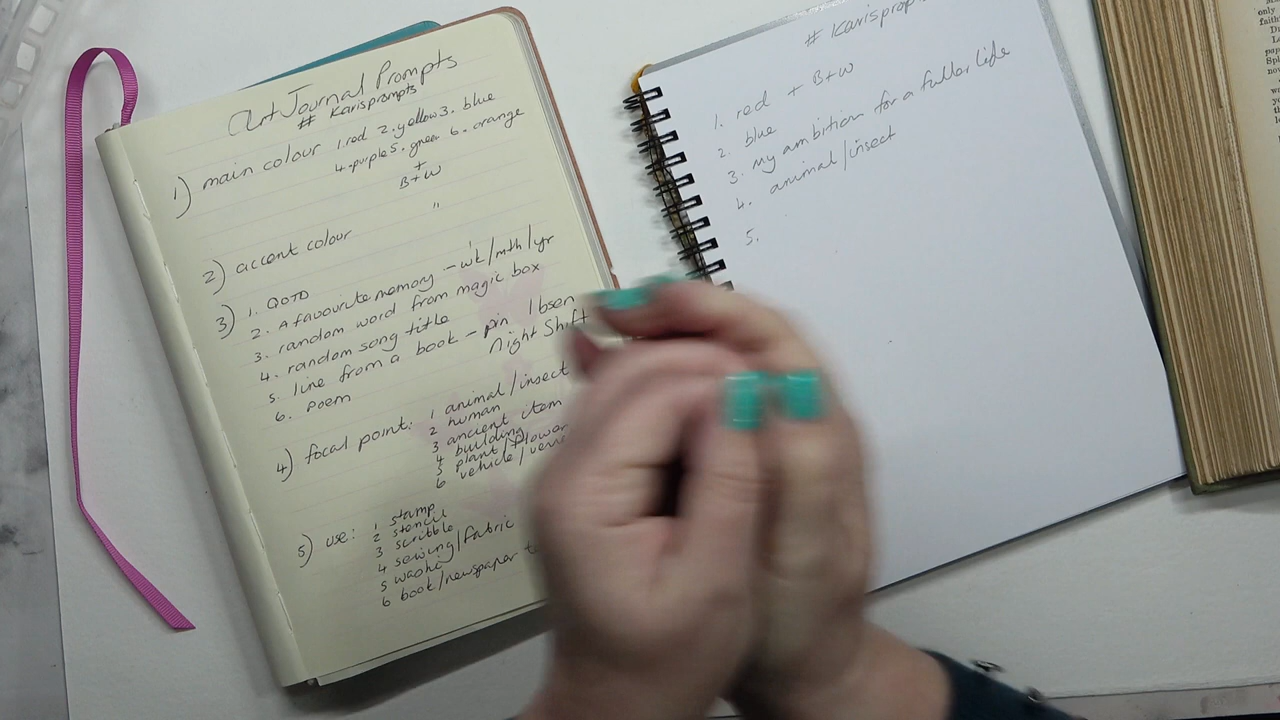 Art Journal Prompts
# Karisprompts
1) main colour 1. red 2. yellow 3. blue
4. purple 5. green 6. orange
+
B+W
2) accent colour "
3) 1. QOTD
2. A favourite memory - wk/mth/yr
3. random word from magic box
4. random song title
5. line from a book - pin Ibsen
Night Shift
6. Poem
4) focal point: 1 animal/insect
2 human
3 ancient item
4 building
5 plant/flower
6 vehicle/
5) use: 1 stamp
2 stencil
3 scribble
4 sewing/fabric
5 washi
6 book/newspaper
# Karisprop
1. red + B+W
2. blue
3. my ambition for a fuller life
4. animal/insect
5.
only
faith